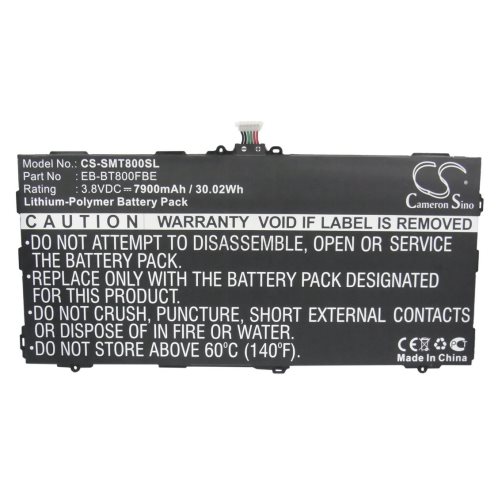 Model No.: CS-SMT800SL
Part No : EB-BT800FBE
Rating : 3.8VDC⎓ 7900mAh / 30.02Wh
Lithium-Polymer Battery Pack
CS
Cameron Sino
WARRANTY VOID IF LABEL IS REMOVED
•DO NOT ATTEMPT TO DISASSEMBLE, OPEN OR SERVICE
THE BATTERY PACK.
•REPLACE ONLY WITH THE BATTERY PACK DESIGNATED
FOR THIS PRODUCT.
•DO NOT CRUSH, PUNCTURE, SHORT EXTERNAL CONTACTS
OR DISPOSE OF IN FIRE OR WATER.
•DO NOT STORE ABOVE 60°C (140°F).
CE
Made in China